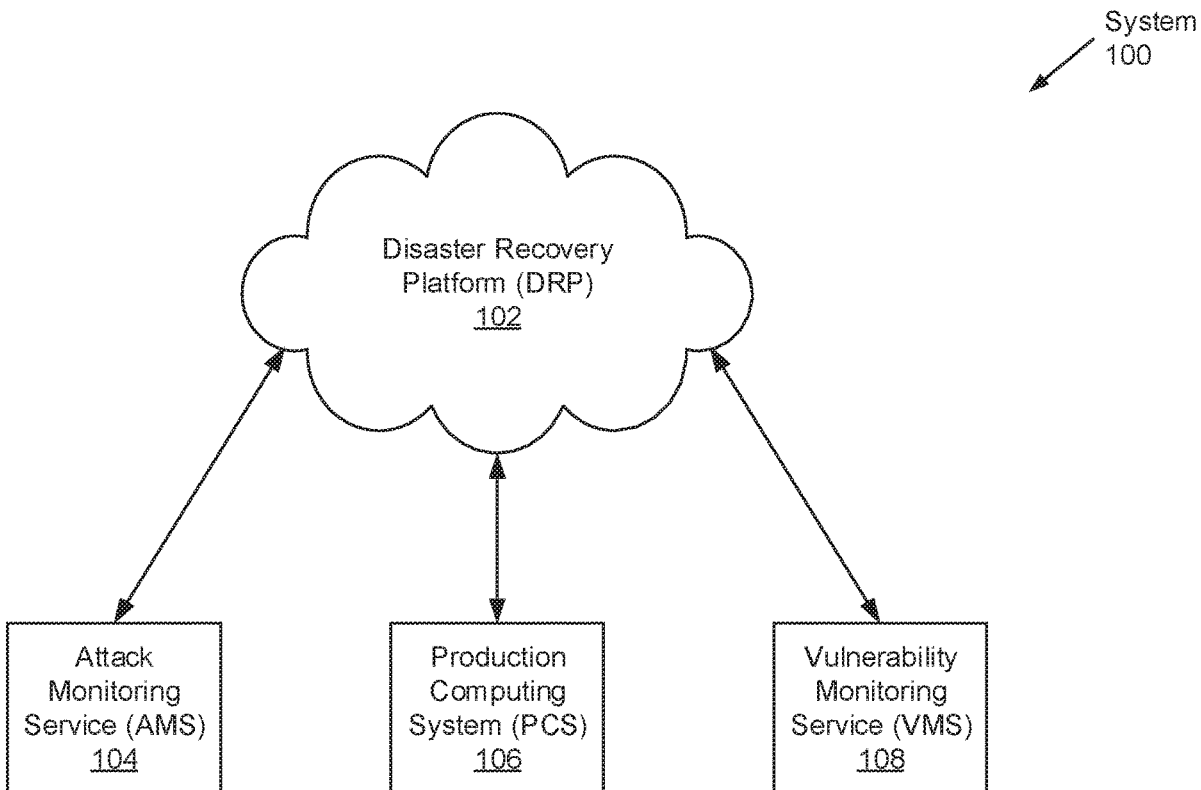 System
100
Disaster Recovery
Platform (DRP)
102
Attack
Monitoring
Service (AMS)
104
Production
Computing
System (PCS)
106
Vulnerability
Monitoring
Service (VMS)
108